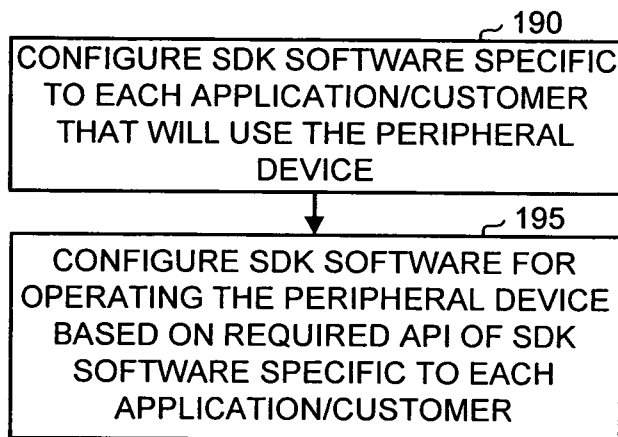 190
CONFIGURE SDK SOFTWARE SPECIFIC
TO EACH APPLICATION/CUSTOMER
THAT WILL USE THE PERIPHERAL
DEVICE
195
CONFIGURE SDK SOFTWARE FOR
OPERATING THE PERIPHERAL DEVICE
BASED ON REQUIRED API OF SDK
SOFTWARE SPECIFIC TO EACH
APPLICATION/CUSTOMER